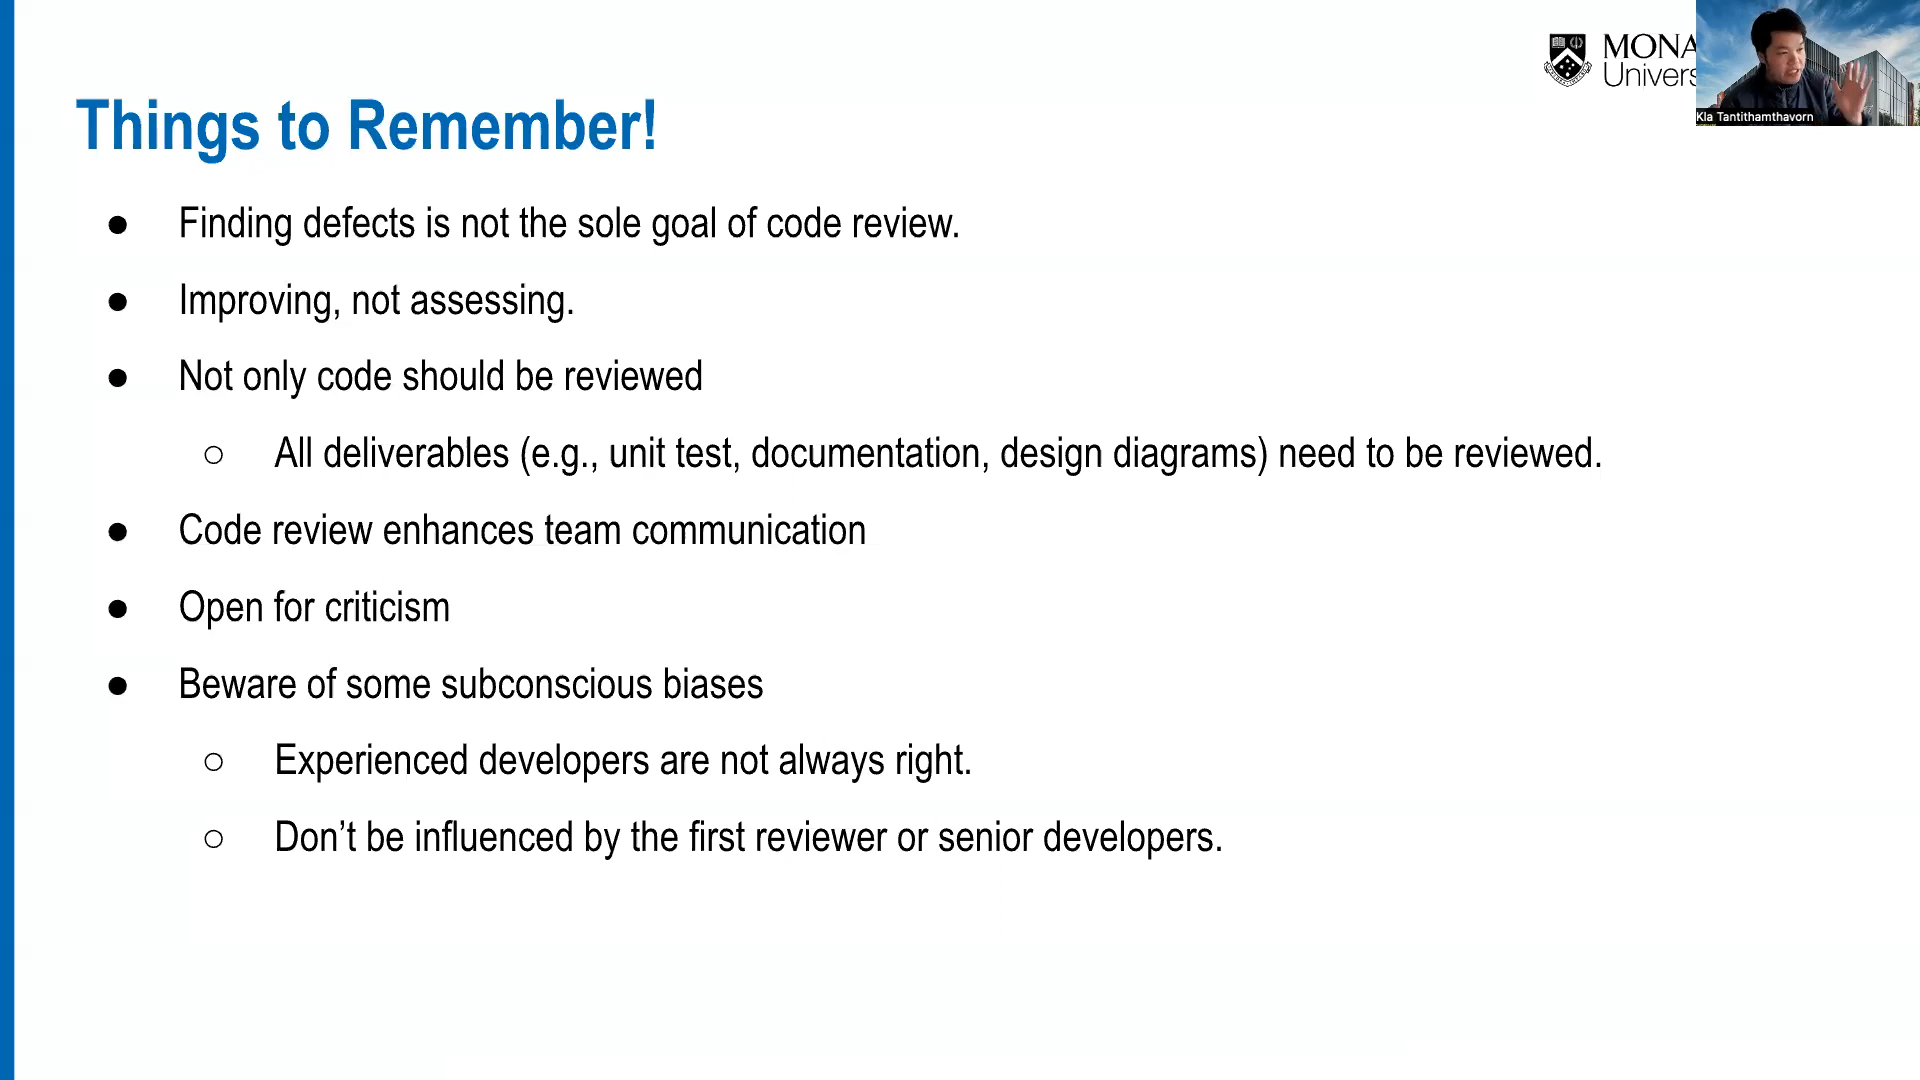 MONA
Univers
Kla Tantithamthavorn
Things to Remember!
● Finding defects is not the sole goal of code review.
● Improving, not assessing.
● Not only code should be reviewed
○ All deliverables (e.g., unit test, documentation, design diagrams) need to be reviewed.
● Code review enhances team communication
● Open for criticism
● Beware of some subconscious biases
○ Experienced developers are not always right.
○ Don’t be influenced by the first reviewer or senior developers.